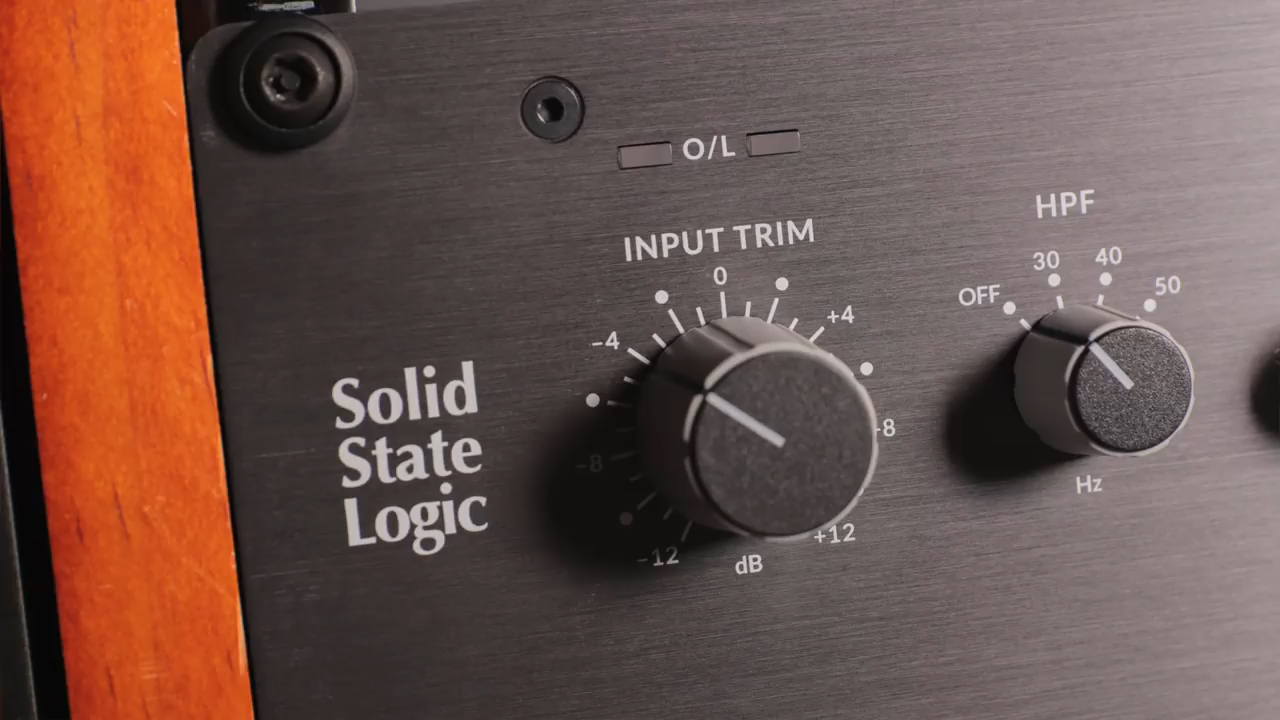 O/L
INPUT TRIM
0
-4
+4
-8
-8
-12
+12
dB
Solid
State
Logic
HPF
OFF
30
40
50
Hz